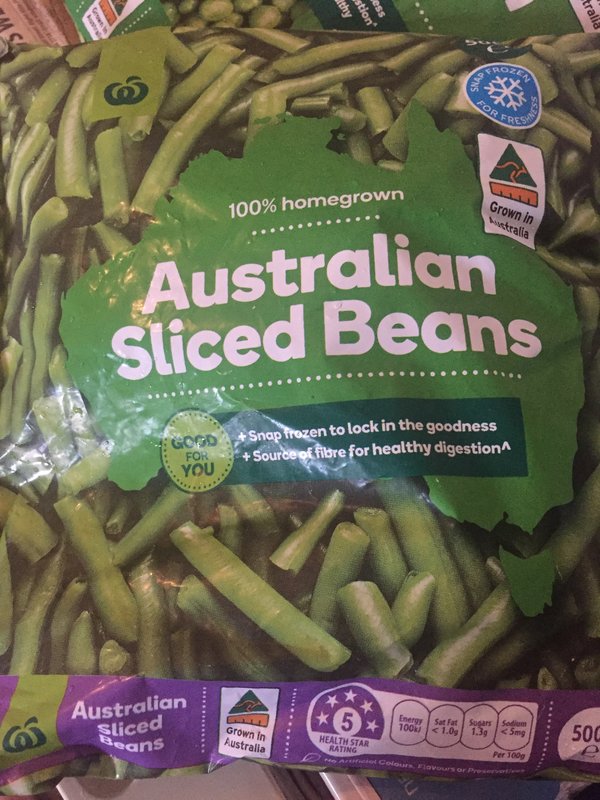 Grown in
SNAP FROZEN
FOR FRESHNESS
100% homegrown
Grown in
Australia
Australian
Sliced Beans
GOOD
FOR
YOU
+ Snap frozen to lock in the goodness
+ Source of fibre for healthy digestion^
Australian
Sliced
Beans
Grown in
Australia
5
HEALTH STAR
RATING
Energy
100kJ
Sat Fat
< 1.0g
Sugars
1.3g
Sodium
< 5mg
Per 100g
No Artificial Colours, Flavours or Preservatives
500
e